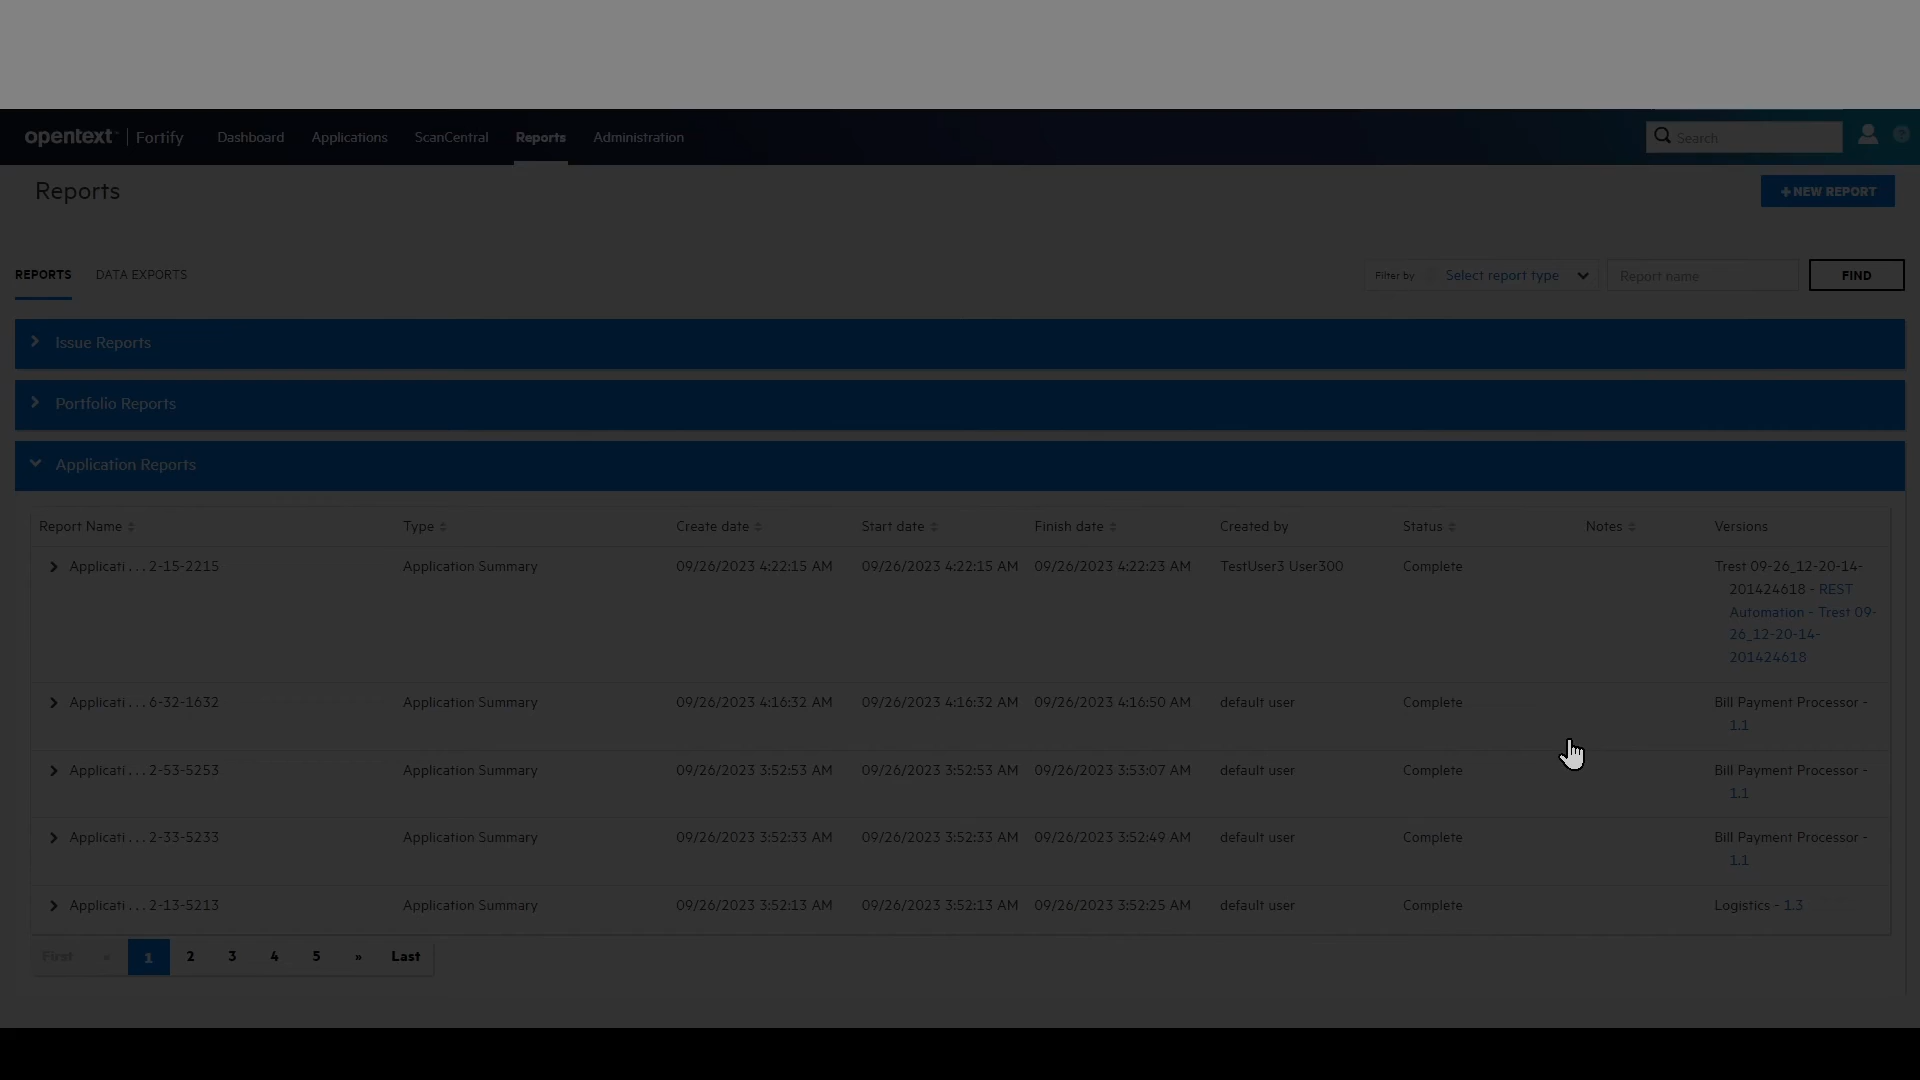 opentext™ | Fortify Dashboard Applications ScanCentral Reports Administration Search
Reports
+ NEW REPORT
REPORTS DATA EXPORTS Filter by Select report type Report name FIND
Issue Reports
Portfolio Reports
Application Reports
Report Name Type Create date Start date Finish date Created by Status Notes Versions
Applicati . . . 2-15-2215 Application Summary 09/26/2023 4:22:15 AM 09/26/2023 4:22:15 AM 09/26/2023 4:22:23 AM TestUser3 User300 Complete Trest 09-26_12-20-14-
201424618 - REST
Automation - Trest 09-
26_12-20-14-
201424618
Applicati . . . 6-32-1632 Application Summary 09/26/2023 4:16:32 AM 09/26/2023 4:16:32 AM 09/26/2023 4:16:50 AM default user Complete Bill Payment Processor -
1.1
Applicati . . . 2-53-5253 Application Summary 09/26/2023 3:52:53 AM 09/26/2023 3:52:53 AM 09/26/2023 3:53:07 AM default user Complete Bill Payment Processor -
1.1
Applicati . . . 2-33-5233 Application Summary 09/26/2023 3:52:33 AM 09/26/2023 3:52:33 AM 09/26/2023 3:52:49 AM default user Complete Bill Payment Processor -
1.1
Applicati . . . 2-13-5213 Application Summary 09/26/2023 3:52:13 AM 09/26/2023 3:52:13 AM 09/26/2023 3:52:25 AM default user Complete Logistics - 1.3
First « 1 2 3 4 5 » Last